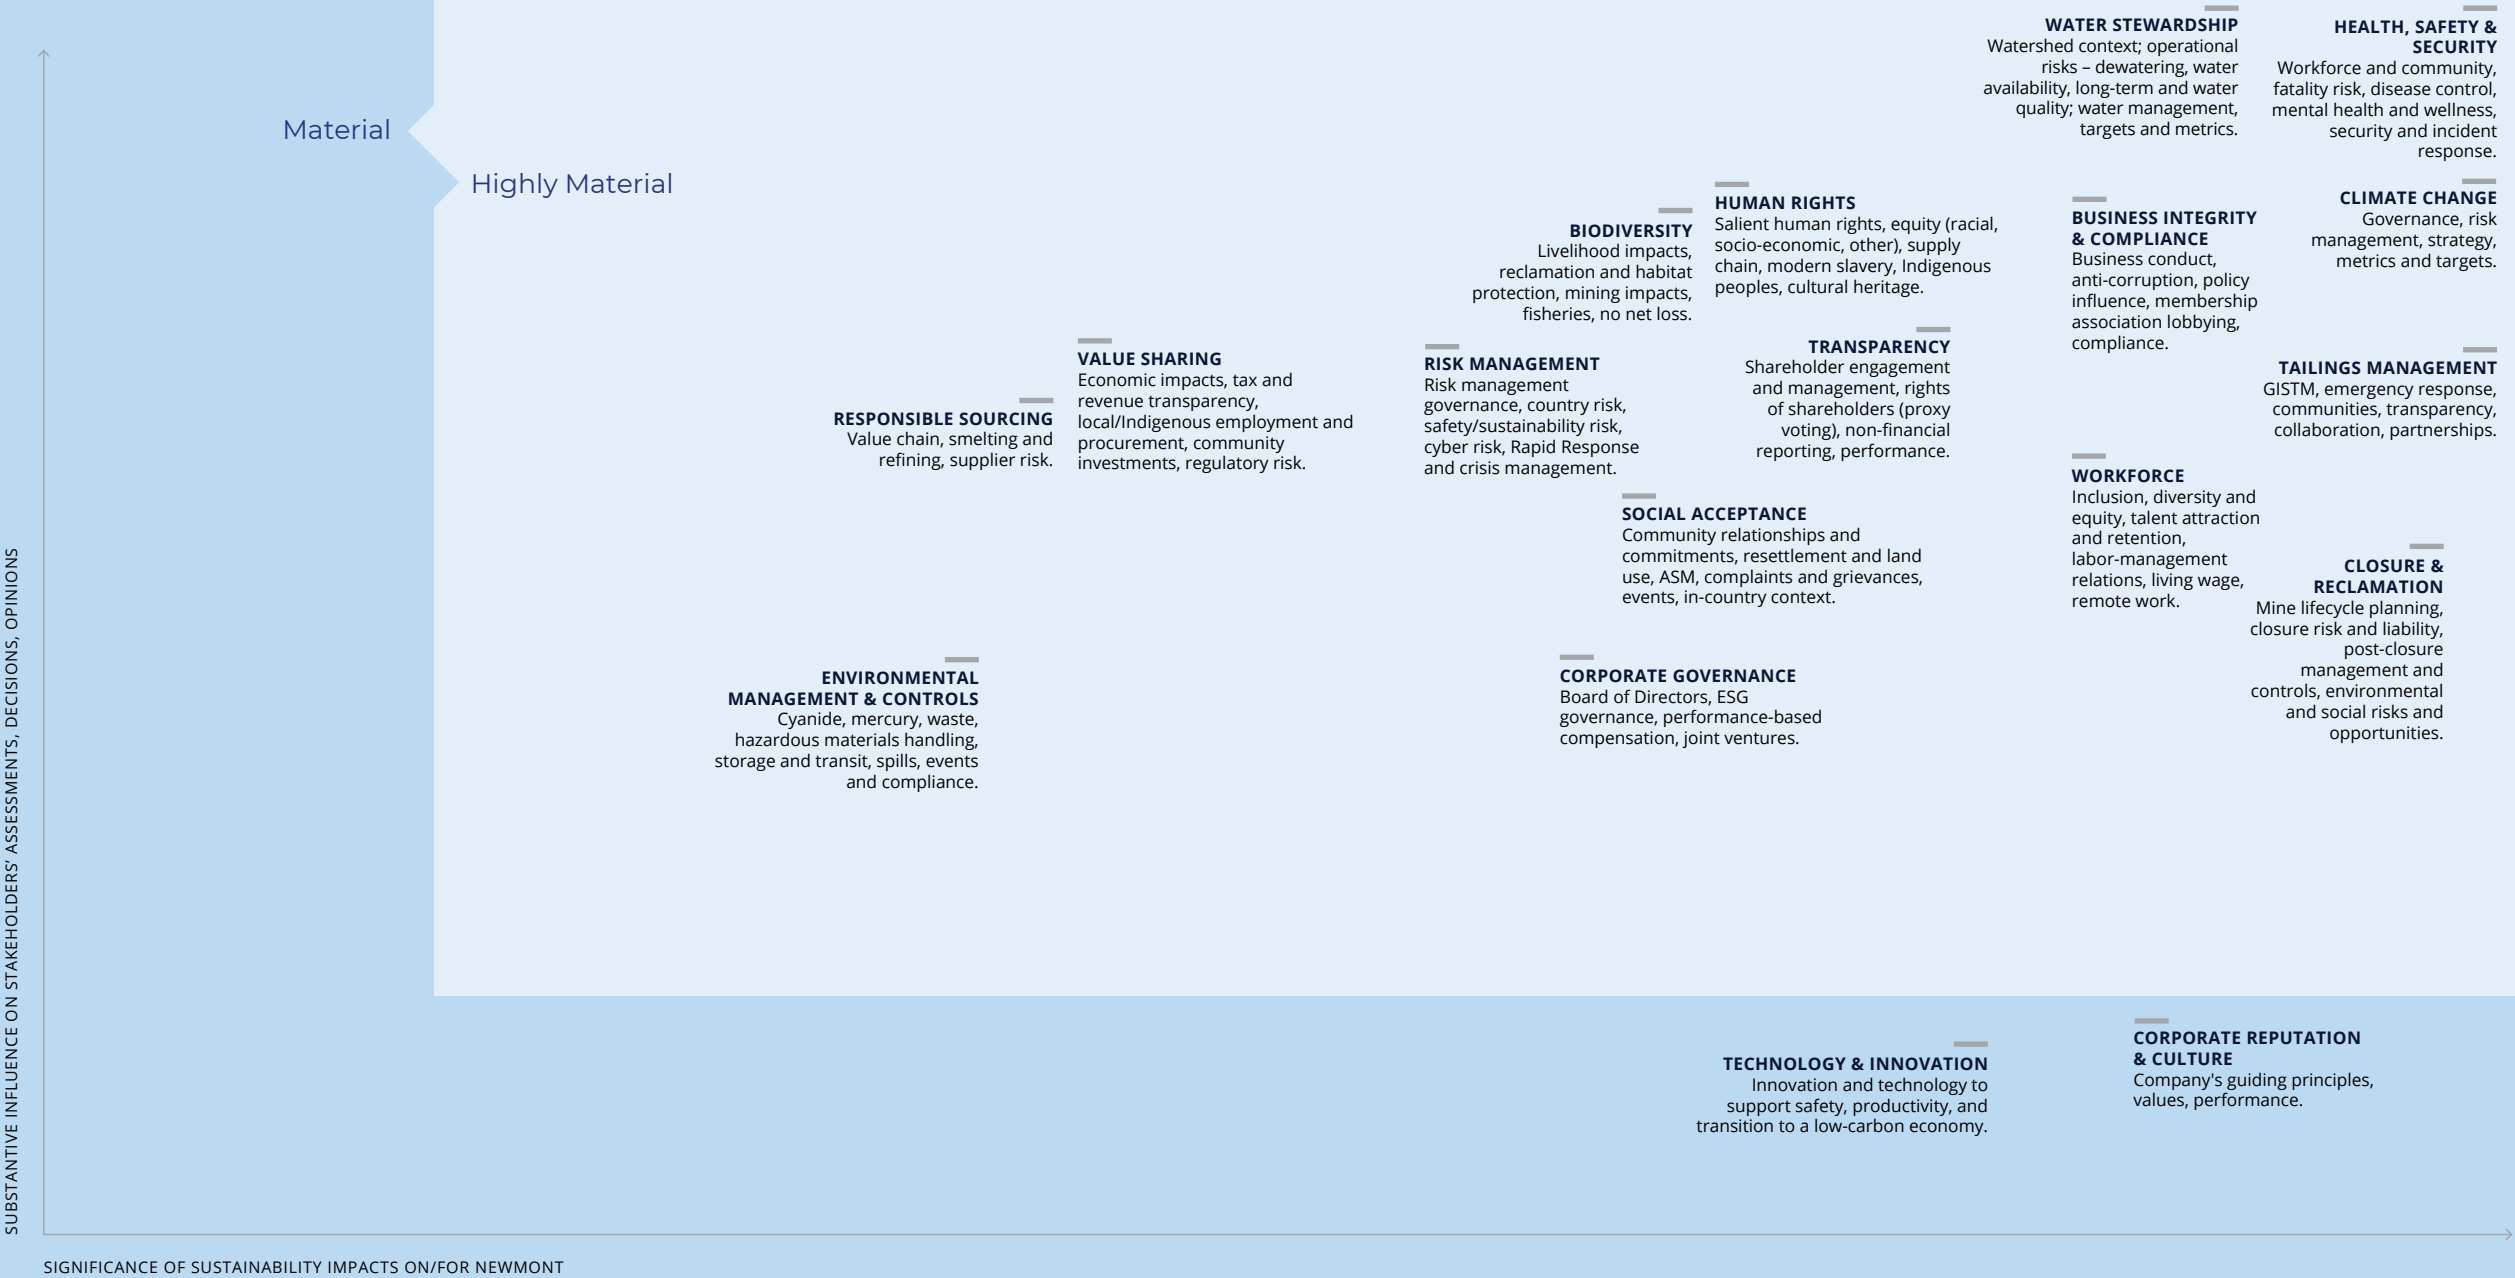 WATER STEWARDSHIP
Watershed context; operational
risks – dewatering, water
availability, long-term and water
quality; water management,
targets and metrics.
HEALTH, SAFETY &
SECURITY
Workforce and community,
fatality risk, disease control,
mental health and wellness,
security and incident
response.
Material
Highly Material
BIODIVERSITY
Livelihood impacts,
reclamation and habitat
protection, mining impacts,
fisheries, no net loss.
HUMAN RIGHTS
Salient human rights, equity (racial,
socio-economic, other), supply
chain, modern slavery, Indigenous
peoples, cultural heritage.
BUSINESS INTEGRITY
& COMPLIANCE
Business conduct,
anti-corruption, policy
influence, membership
association lobbying,
compliance.
CLIMATE CHANGE
Governance, risk
management, strategy,
metrics and targets.
RESPONSIBLE SOURCING
Value chain, smelting and
refining, supplier risk.
VALUE SHARING
Economic impacts, tax and
revenue transparency,
local/Indigenous employment and
procurement, community
investments, regulatory risk.
RISK MANAGEMENT
Risk management
governance, country risk,
safety/sustainability risk,
cyber risk, Rapid Response
and crisis management.
TRANSPARENCY
Shareholder engagement
and management, rights
of shareholders (proxy
voting), non-financial
reporting, performance.
TAILINGS MANAGEMENT
GISTM, emergency response,
communities, transparency,
collaboration, partnerships.
SOCIAL ACCEPTANCE
Community relationships and
commitments, resettlement and land
use, ASM, complaints and grievances,
events, in-country context.
WORKFORCE
Inclusion, diversity and
equity, talent attraction
and retention,
labor-management
relations, living wage,
remote work.
CLOSURE &
RECLAMATION
Mine lifecycle planning,
closure risk and liability,
post-closure
management and
controls, environmental
and social risks and
opportunities.
ENVIRONMENTAL
MANAGEMENT & CONTROLS
Cyanide, mercury, waste,
hazardous materials handling,
storage and transit, spills, events
and compliance.
CORPORATE GOVERNANCE
Board of Directors, ESG
governance, performance-based
compensation, joint ventures.
TECHNOLOGY & INNOVATION
Innovation and technology to
support safety, productivity, and
transition to a low-carbon economy.
CORPORATE REPUTATION
& CULTURE
Company's guiding principles,
values, performance.
SUBSTANTIVE INFLUENCE ON STAKEHOLDERS’ ASSESSMENTS, DECISIONS, OPINIONS
SIGNIFICANCE OF SUSTAINABILITY IMPACTS ON/FOR NEWMONT